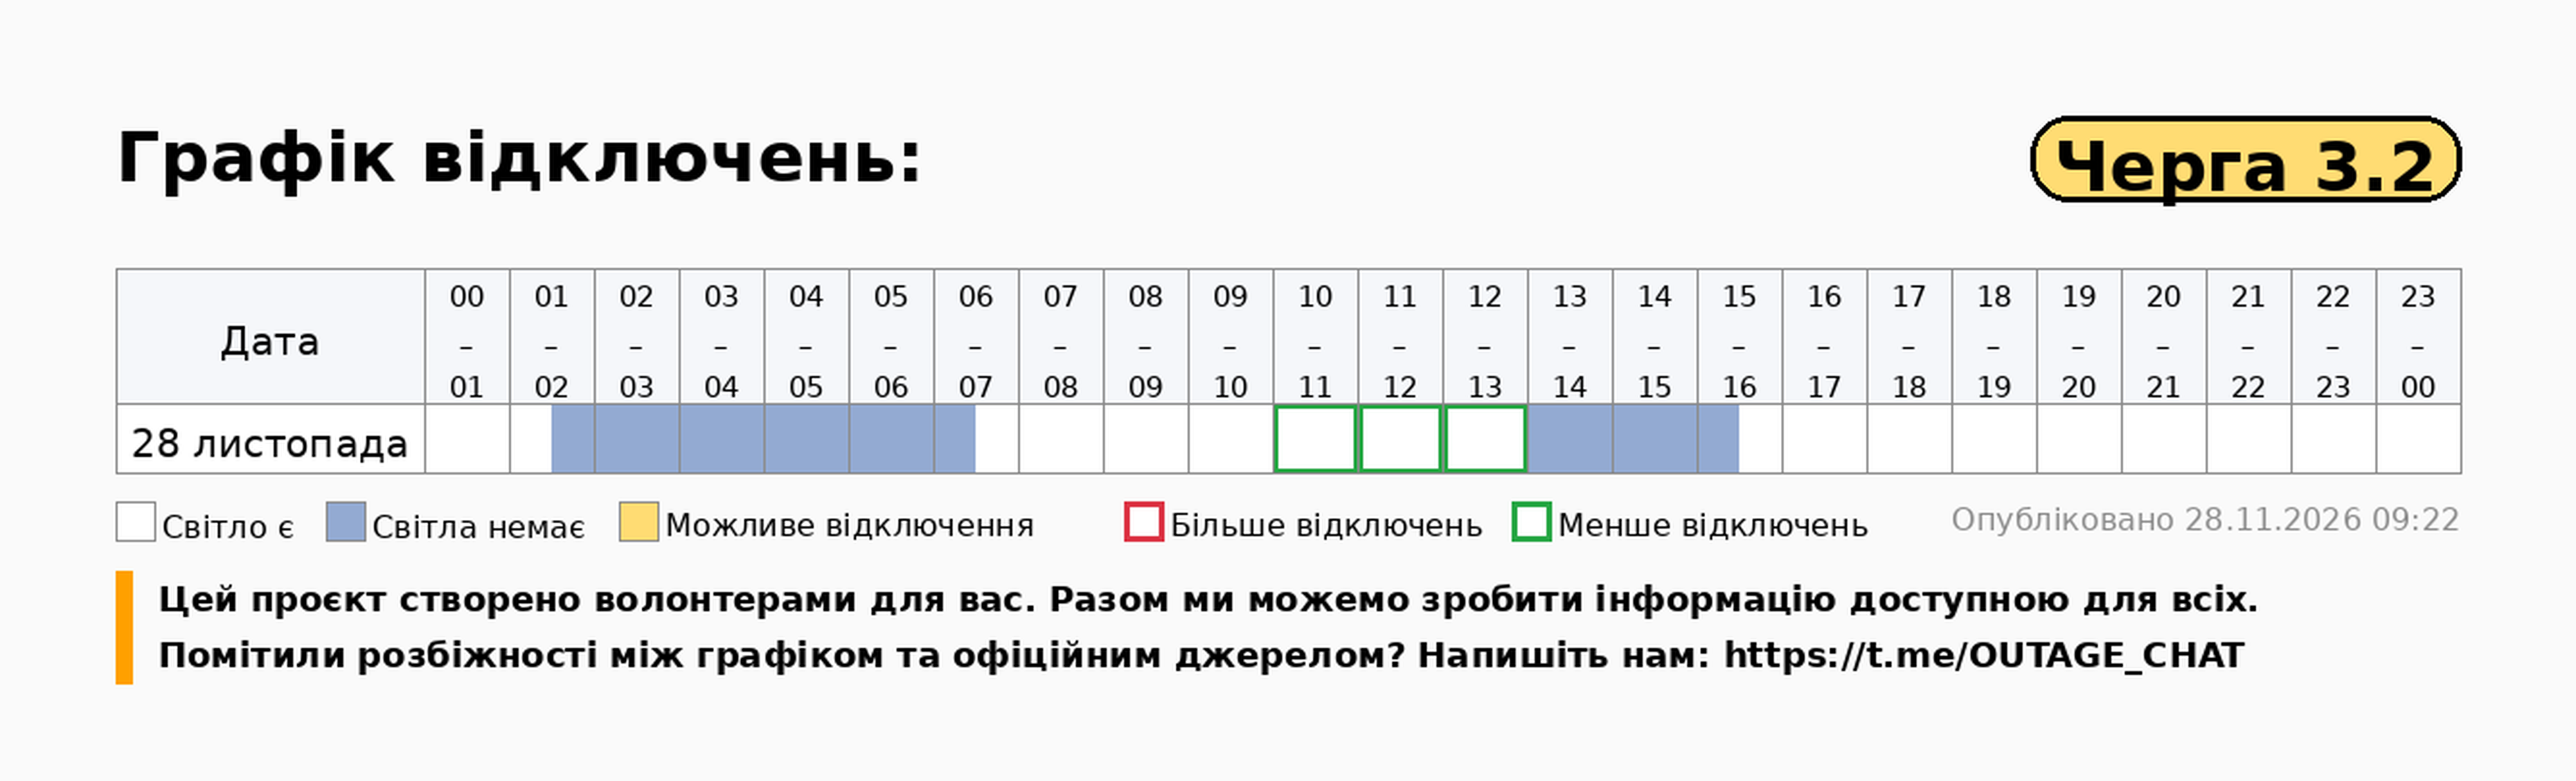 Графік відключень:
Черга 3.2
Дата 00 – 01 01 – 02 02 – 03 03 – 04 04 – 05 05 – 06 06 – 07 07 – 08 08 – 09 09 – 10 10 – 11 11 – 12 12 – 13 13 – 14 14 – 15 15 – 16 16 – 17 17 – 18 18 – 19 19 – 20 20 – 21 21 – 22 22 – 23 23 – 00
28 листопада
Світло є Світла немає Можливе відключення Більше відключень Менше відключень Опубліковано 28.11.2026 09:22
Цей проєкт створено волонтерами для вас. Разом ми можемо зробити інформацію доступною для всіх.
Помітили розбіжності між графіком та офіційним джерелом? Напишіть нам: https://t.me/OUTAGE_CHAT